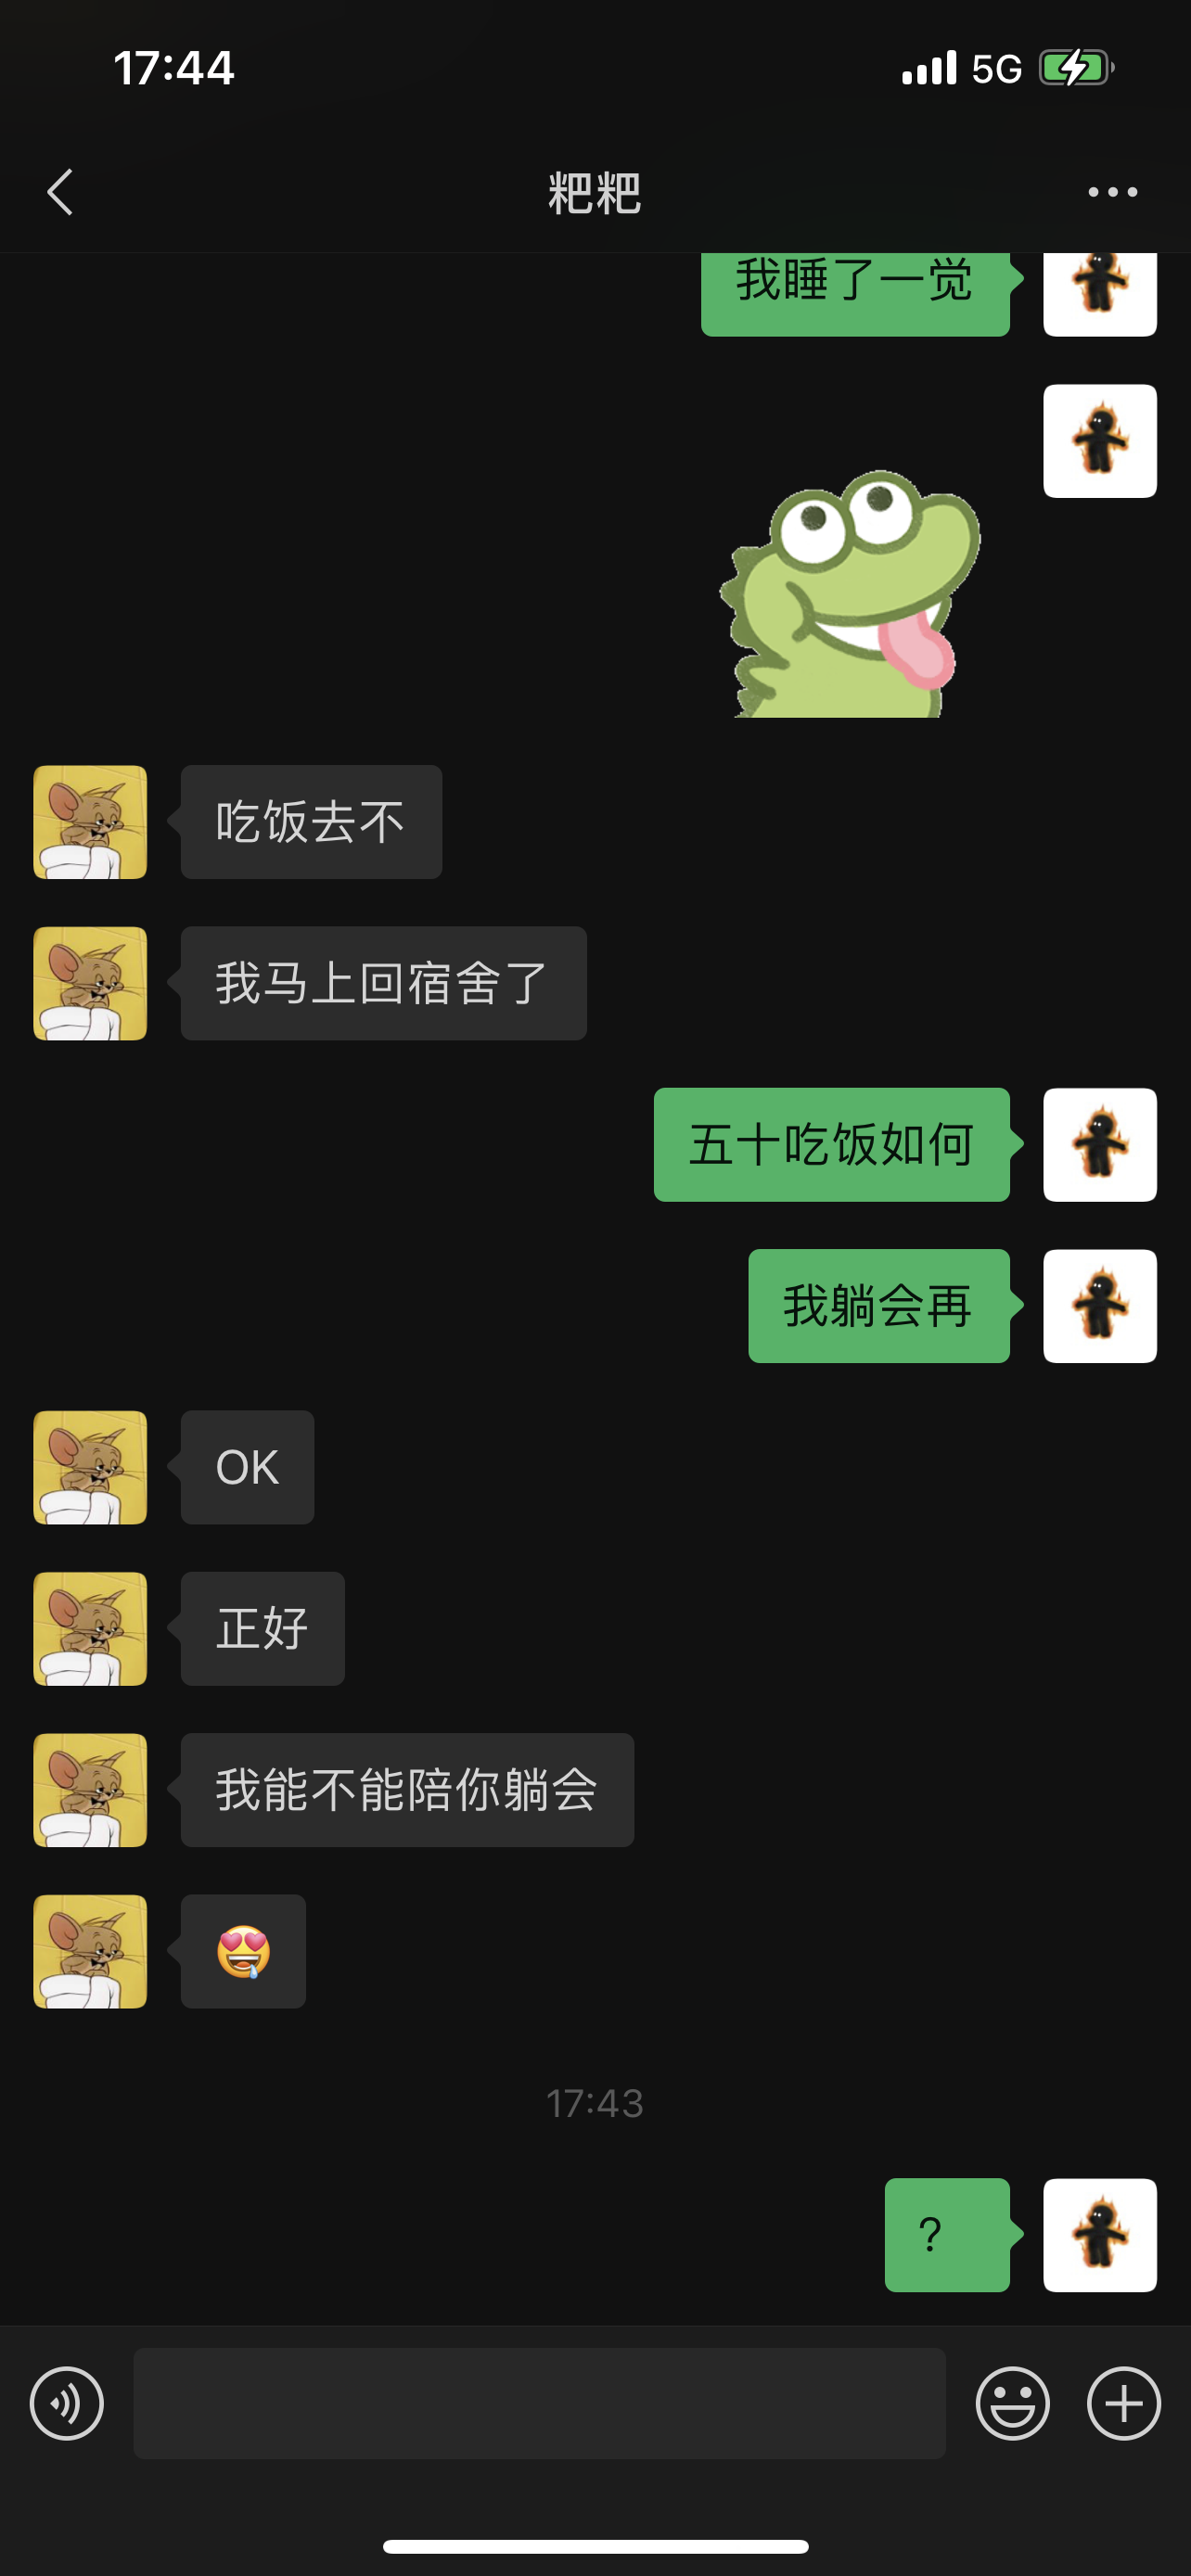 17:44
5G
粑粑
我睡了一觉
吃饭去不
我马上回宿舍了
五十吃饭如何
我躺会再
OK
正好
我能不能陪你躺会
17:43
?